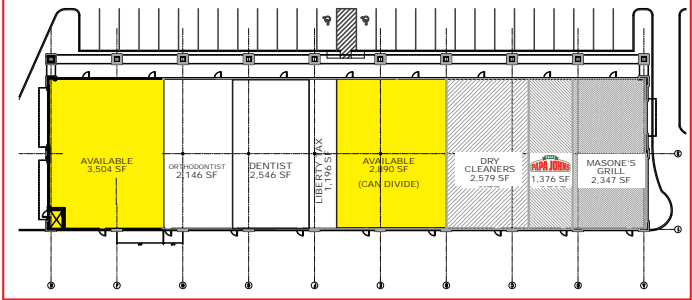 AVAILABLE
3,504 SF
ORTHODONTIST
2,146 SF
DENTIST
2,546 SF
LIBERTY TAX
1,196 SF
AVAILABLE
2,890 SF
(CAN DIVIDE)
DRY
CLEANERS
2,579 SF
PAPA JOHNS
1,376 SF
MASONE'S
GRILL
2,347 SF